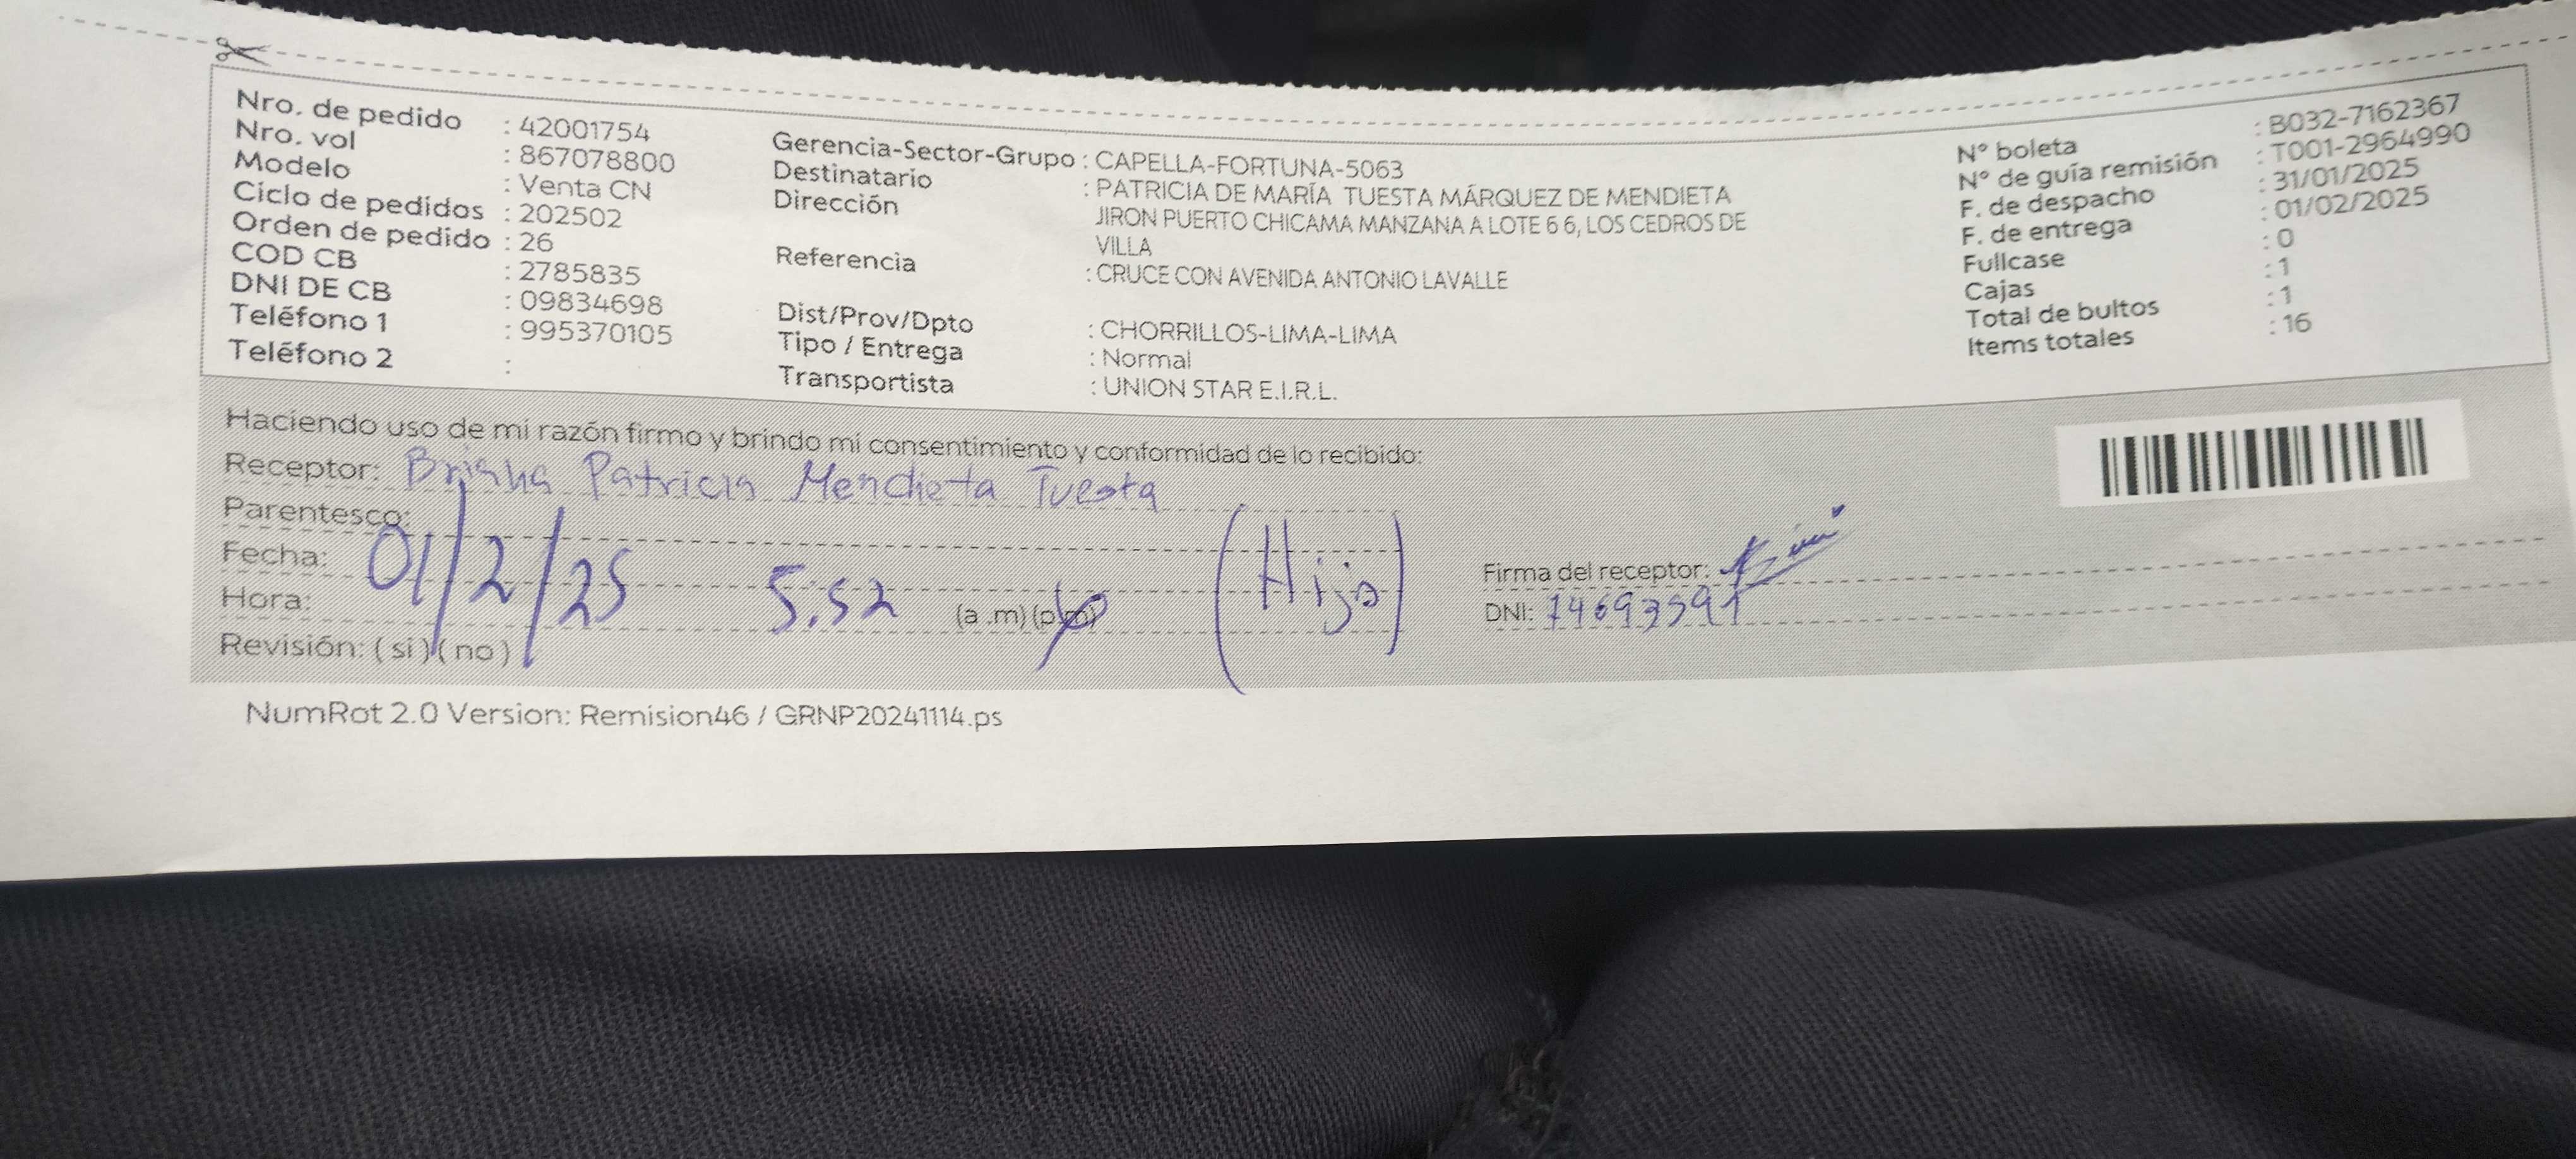 Nro. de pedido : 42001754
Nro. vol : 867078800
Modelo : Venta CN
Ciclo de pedidos : 202502
Orden de pedido : 26
COD CB : 2785835
DNI DE CB : 09834698
Teléfono 1 : 995370105
Teléfono 2 :
Gerencia-Sector-Grupo : CAPELLA-FORTUNA-5063
Destinatario : PATRICIA DE MARÍA TUESTA MÁRQUEZ DE MENDIETA
Dirección JIRON PUERTO CHICAMA MANZANA A LOTE 6 6, LOS CEDROS DE
VILLA
Referencia : CRUCE CON AVENIDA ANTONIO LAVALLE
Dist/Prov/Dpto : CHORRILLOS-LIMA-LIMA
Tipo / Entrega : Normal
Transportista : UNION STAR E.I.R.L.
N° boleta : B032-7162367
N° de guía remisión : T001-2964990
F. de despacho : 31/01/2025
F. de entrega : 01/02/2025
Fullcase : 0
Cajas : 1
Total de bultos : 1
Items totales : 16
Haciendo uso de mi razón firmo y brindo mi consentimiento y conformidad de lo recibido:
Receptor: Briana Patricia Mendieta Tuesta
Parentesco: (Hija)
Fecha: 01/2/25
Hora: 5.52 (a .m) (p.m)
Revisión: ( si ) ( no )
Firma del receptor:
DNI: 74693591
NumRot 2.0 Version: Remision46 / GRNP20241114.ps